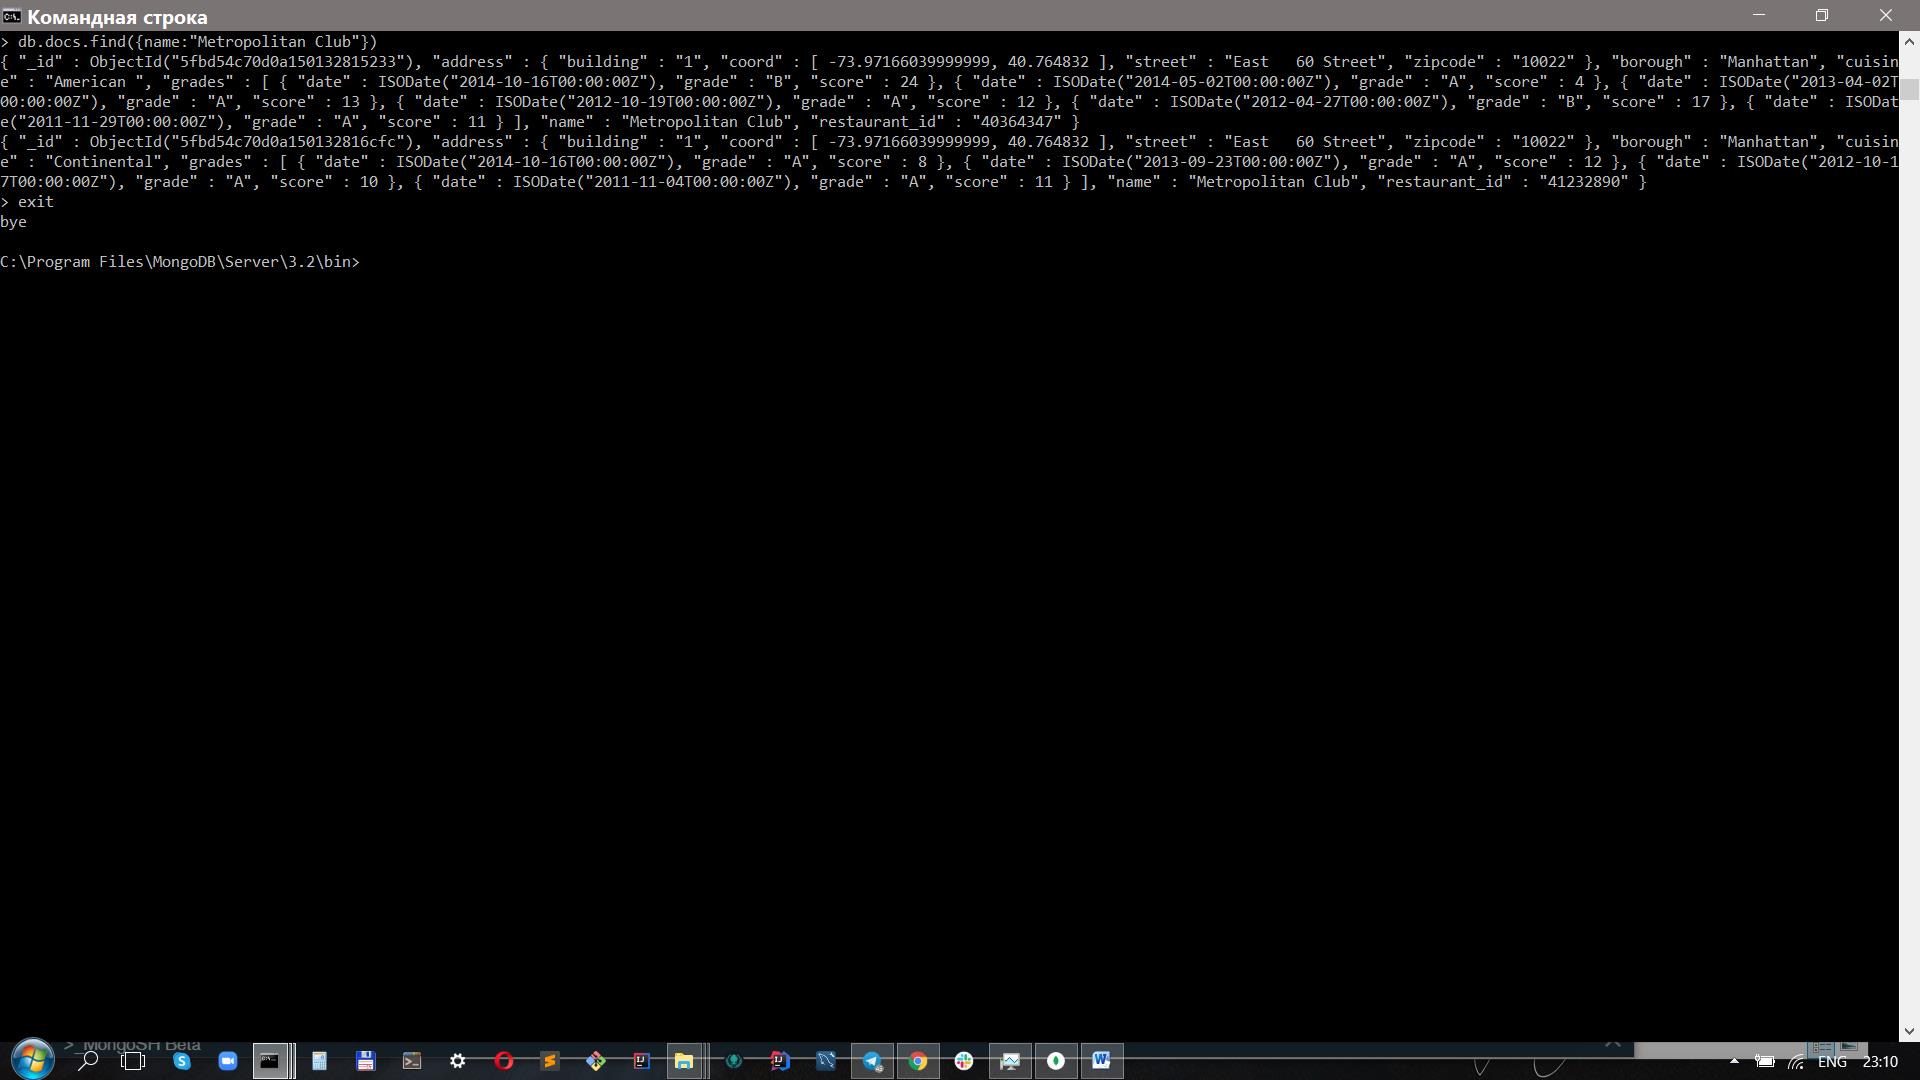 Командная строка
> db.docs.find({name:"Metropolitan Club"})
{ "_id" : ObjectId("5fbd54c70d0a150132815233"), "address" : { "building" : "1", "coord" : [ -73.97166039999999, 40.764832 ], "street" : "East   60 Street", "zipcode" : "10022" }, "borough" : "Manhattan", "cuisin
e" : "American ", "grades" : [ { "date" : ISODate("2014-10-16T00:00:00Z"), "grade" : "B", "score" : 24 }, { "date" : ISODate("2014-05-02T00:00:00Z"), "grade" : "A", "score" : 4 }, { "date" : ISODate("2013-04-02T
00:00:00Z"), "grade" : "A", "score" : 13 }, { "date" : ISODate("2012-10-19T00:00:00Z"), "grade" : "A", "score" : 12 }, { "date" : ISODate("2012-04-27T00:00:00Z"), "grade" : "B", "score" : 17 }, { "date" : ISODat
e("2011-11-29T00:00:00Z"), "grade" : "A", "score" : 11 } ], "name" : "Metropolitan Club", "restaurant_id" : "40364347" }
{ "_id" : ObjectId("5fbd54c70d0a150132816cfc"), "address" : { "building" : "1", "coord" : [ -73.97166039999999, 40.764832 ], "street" : "East   60 Street", "zipcode" : "10022" }, "borough" : "Manhattan", "cuisin
e" : "Continental", "grades" : [ { "date" : ISODate("2014-10-16T00:00:00Z"), "grade" : "A", "score" : 8 }, { "date" : ISODate("2013-09-23T00:00:00Z"), "grade" : "A", "score" : 12 }, { "date" : ISODate("2012-10-1
7T00:00:00Z"), "grade" : "A", "score" : 10 }, { "date" : ISODate("2011-11-04T00:00:00Z"), "grade" : "A", "score" : 11 } ], "name" : "Metropolitan Club", "restaurant_id" : "41232890" }
> exit
bye
C:\Program Files\MongoDB\Server\3.2\bin>
>_MongoSH Beta
ENG 23:10